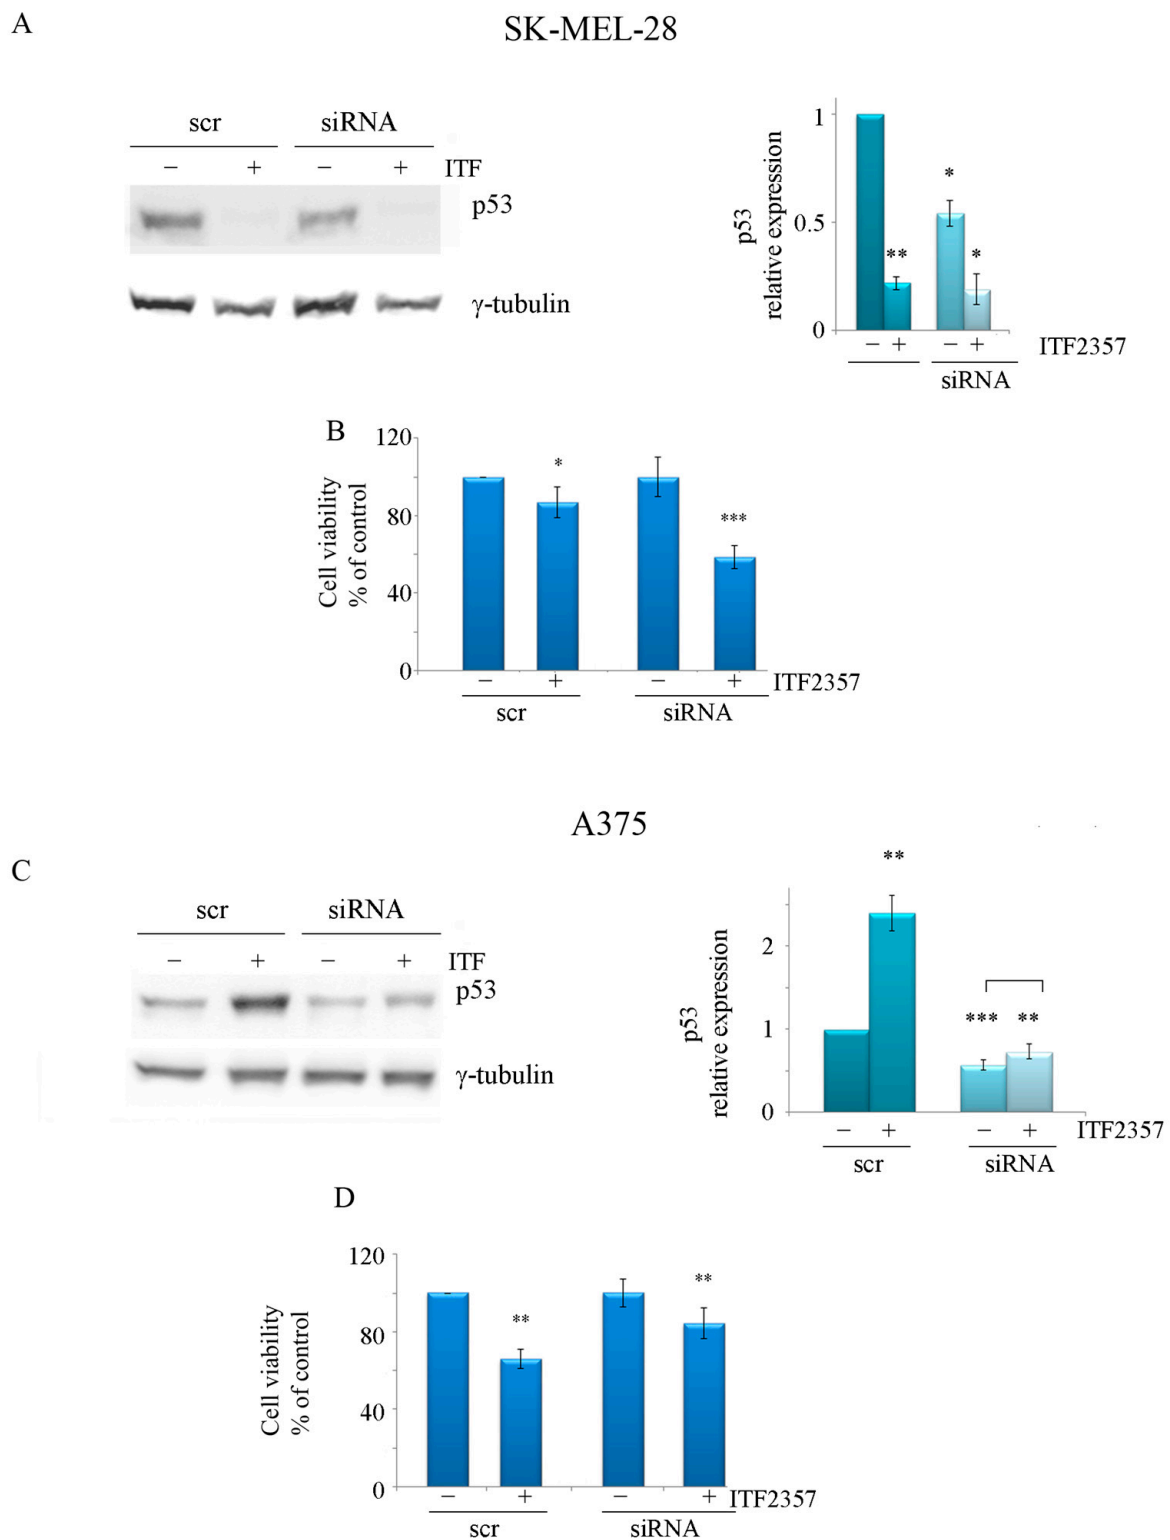 A
SK-MEL-28
scr siRNA
− + − + ITF
p53
γ-tubulin
p53
relative expression
1
0.5
0
* ** * *
− + − + ITF2357
siRNA
B
Cell viability
% of control
120
80
40
0
* ***
− + − + ITF2357
scr siRNA
A375
C
scr siRNA
− + − + ITF
p53
γ-tubulin
p53
relative expression
2
1
0
**
*** **
− + − + ITF2357
scr siRNA
D
Cell viability
% of control
120
80
40
0
** **
− + − + ITF2357
scr siRNA